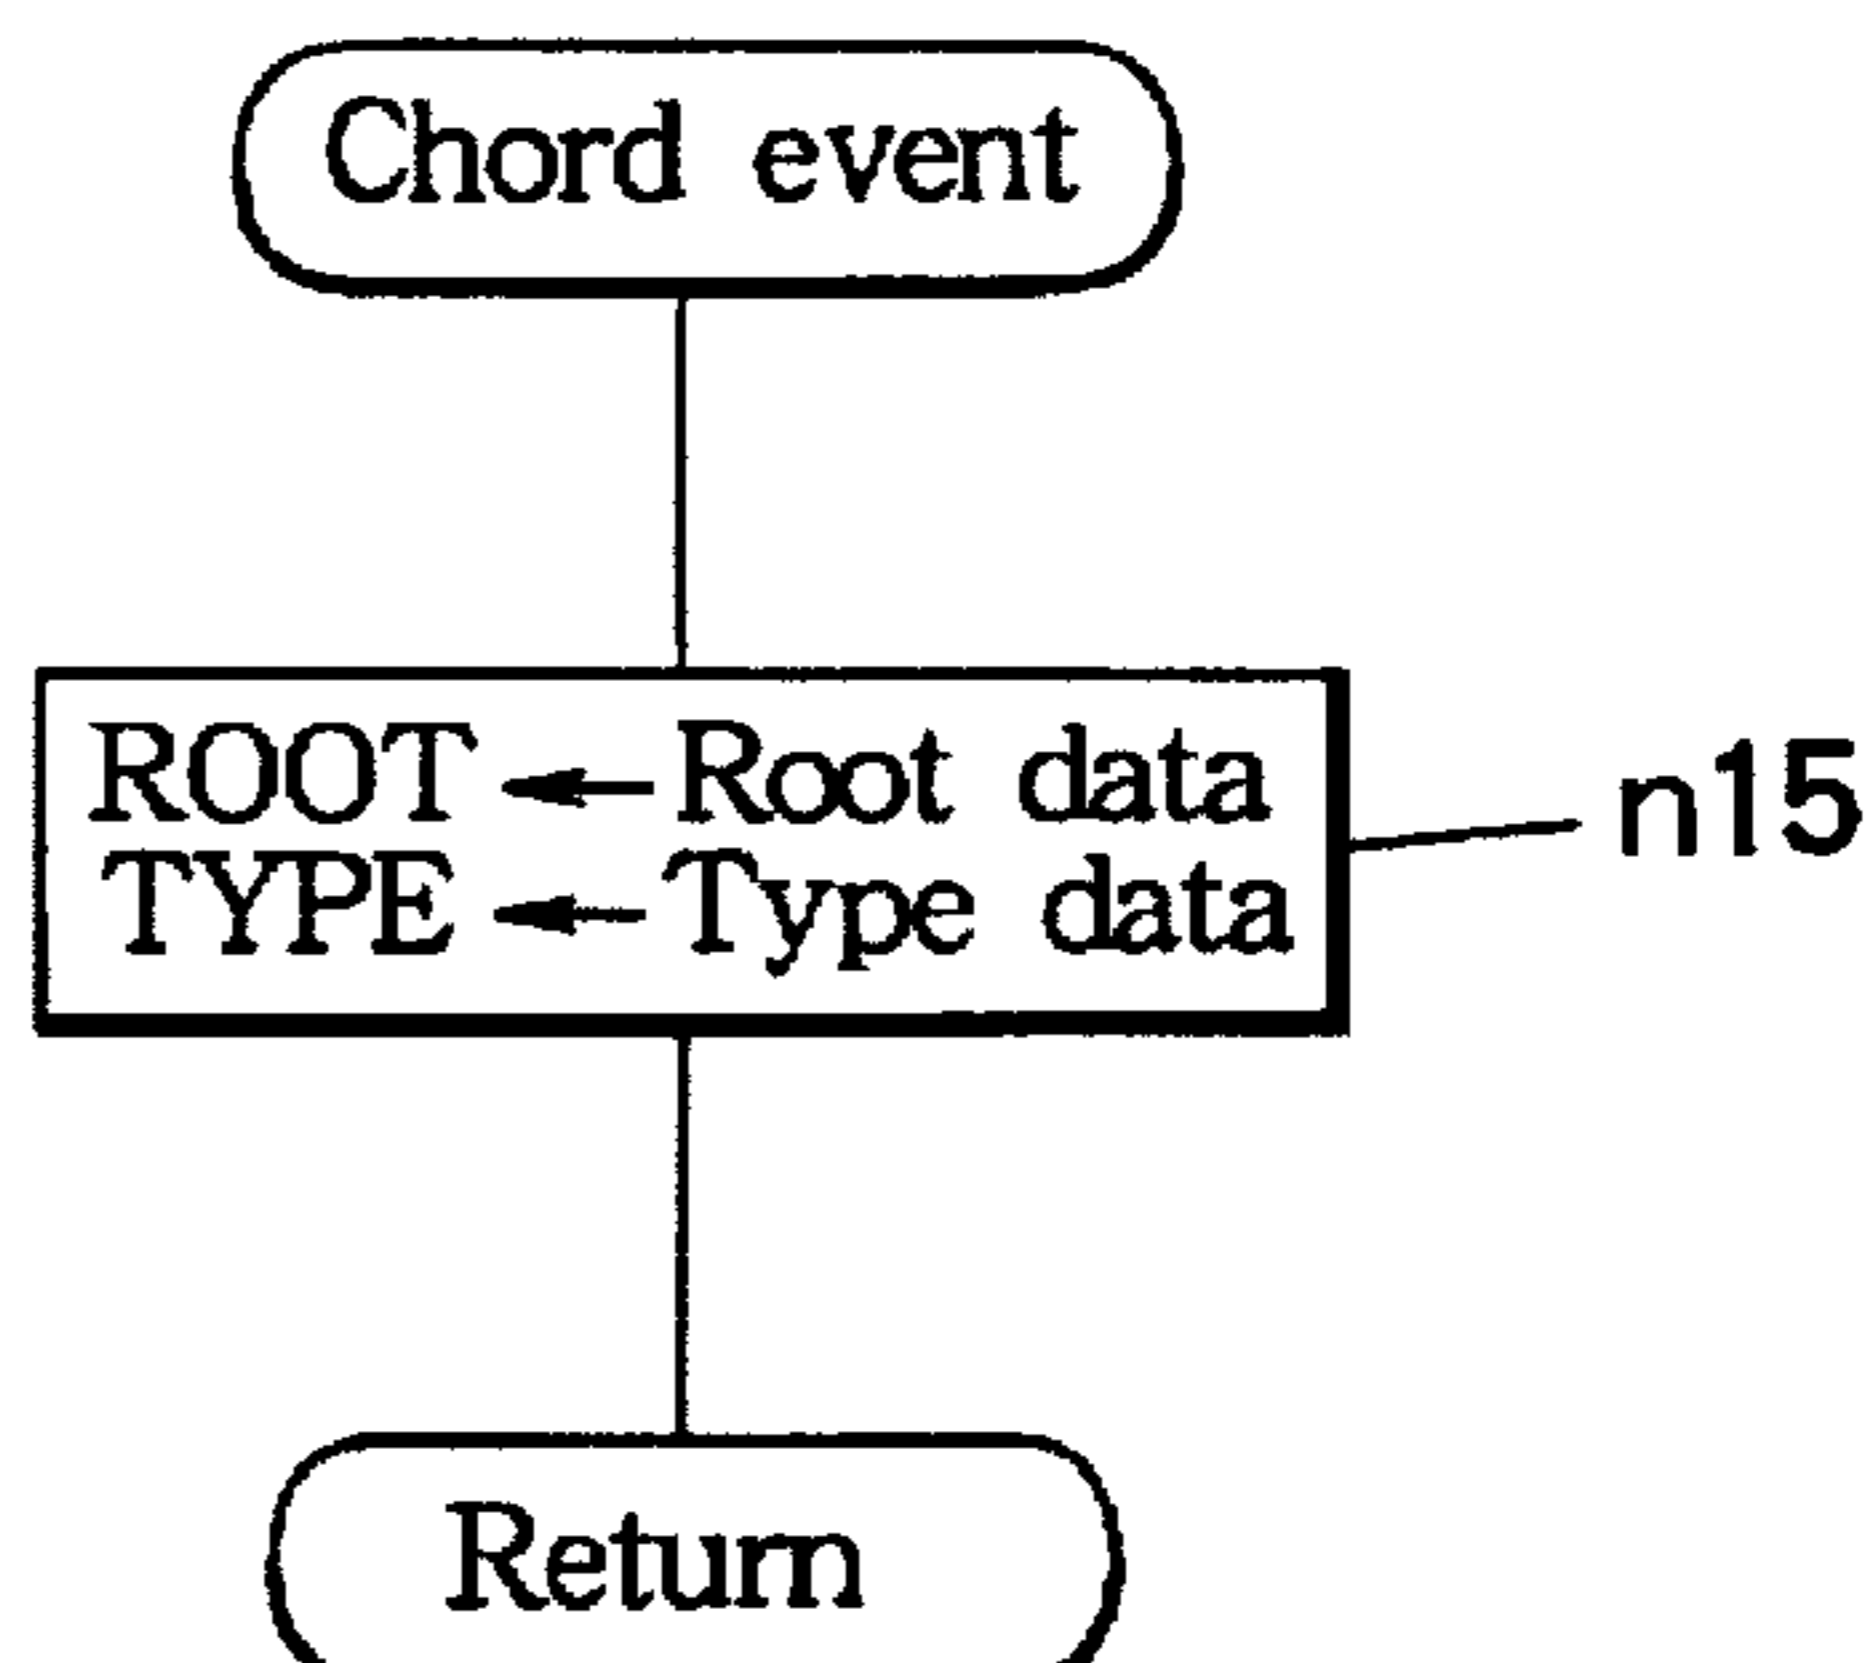 Chord event
ROOT ← Root data
TYPE ← Type data
n15
Return